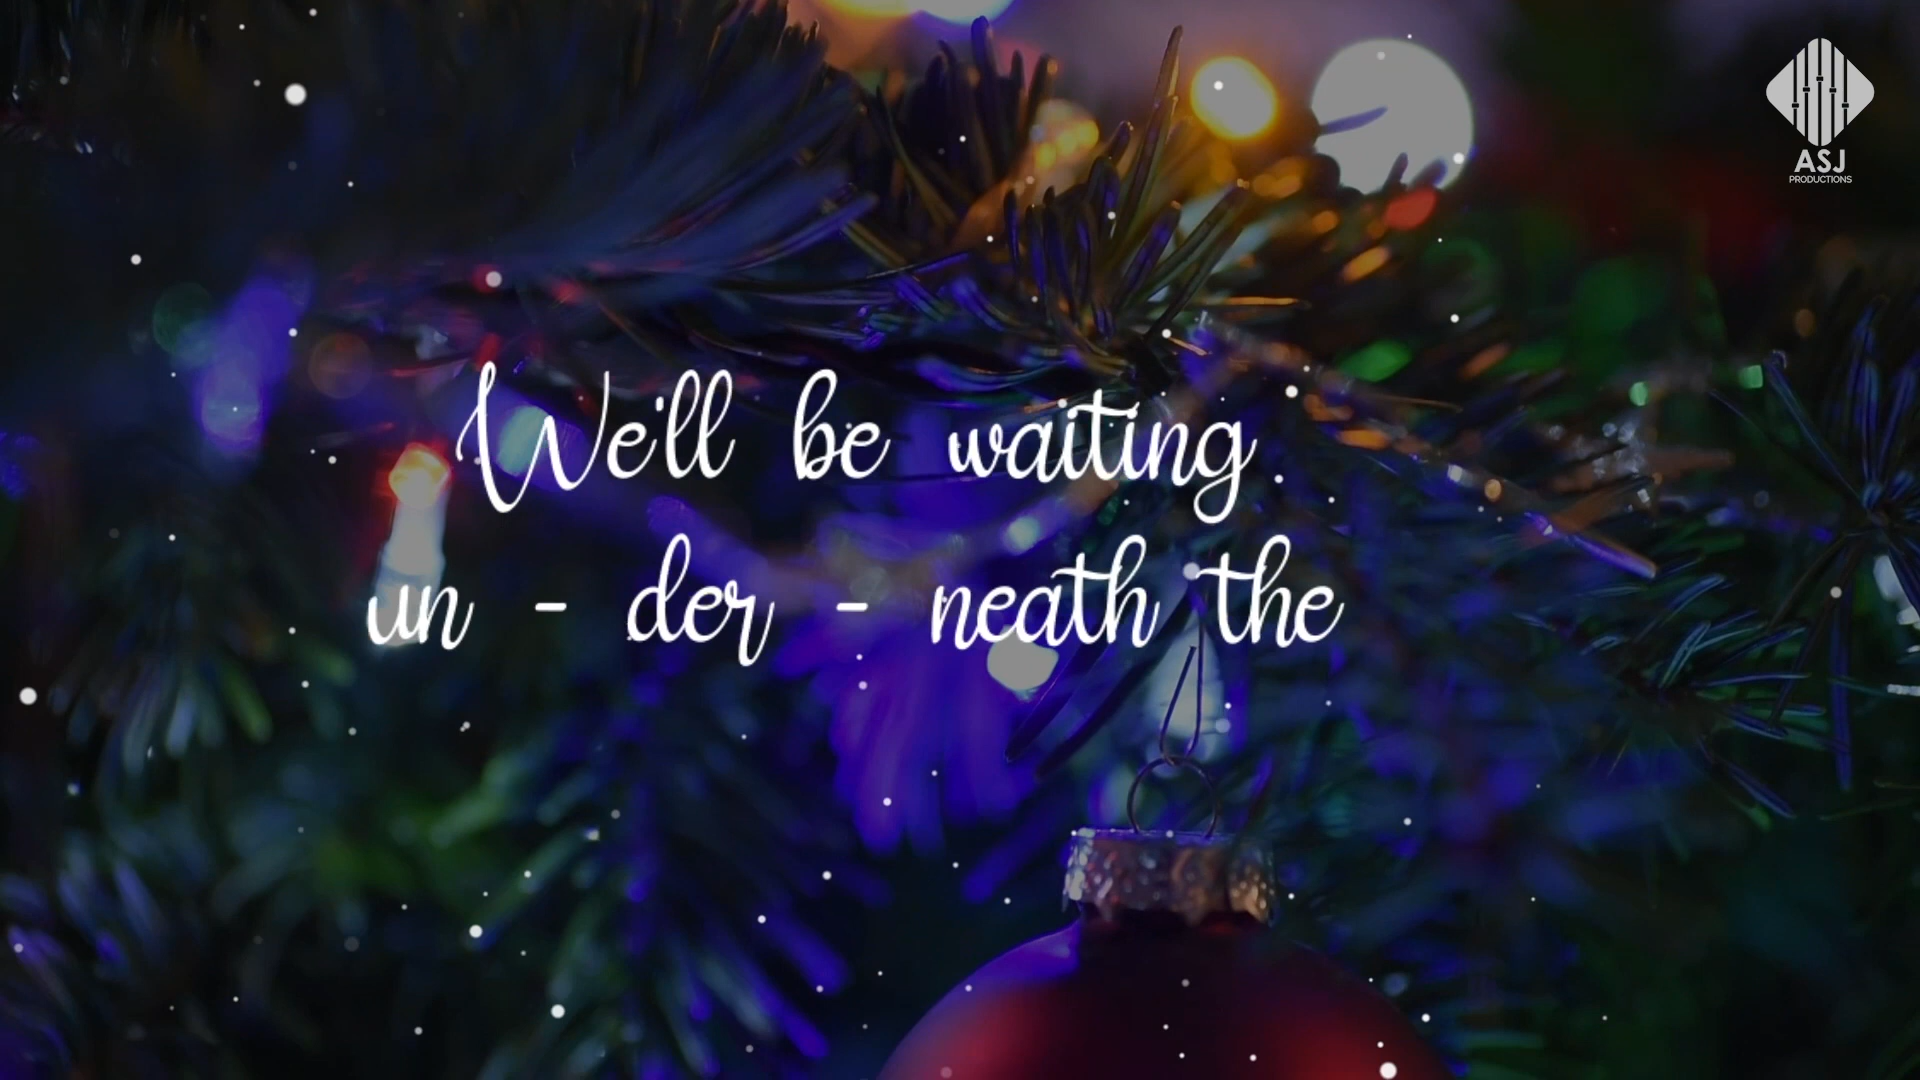 We'll be waiting
un - der - neath the
ASJ
PRODUCTIONS